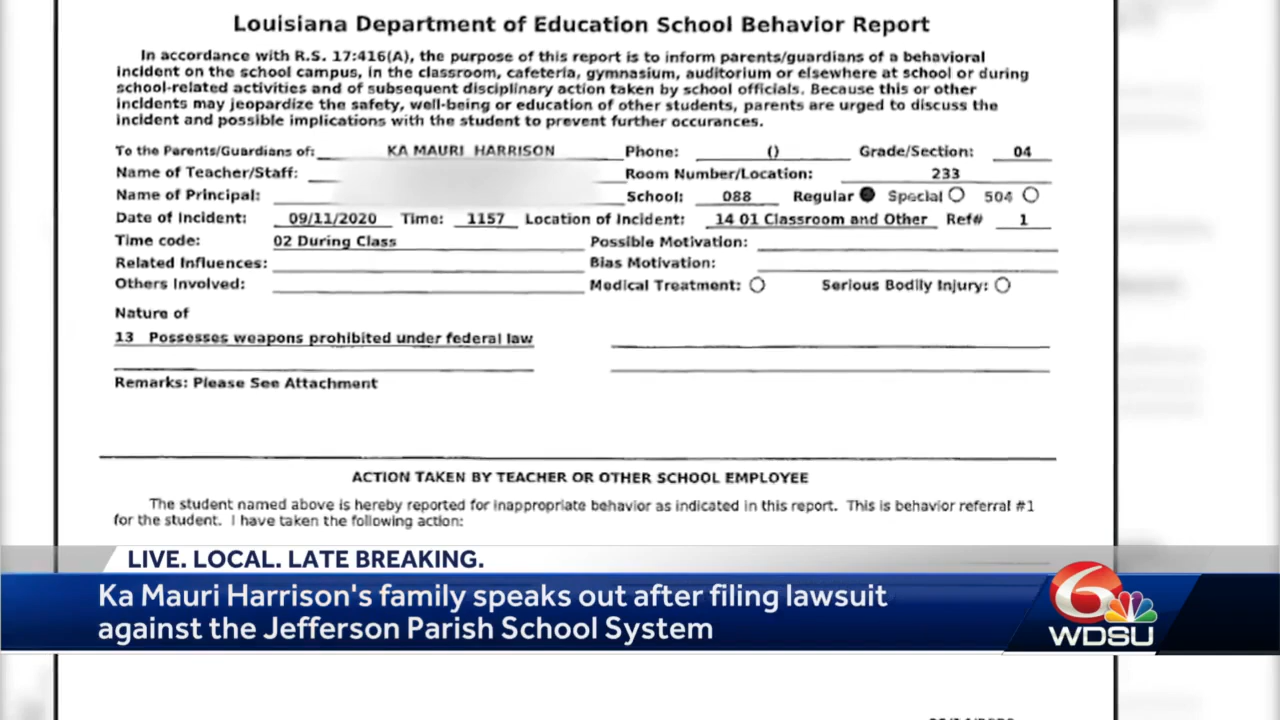 Louisiana Department of Education School Behavior Report
In accordance with R.S. 17:416(A), the purpose of this report is to inform parents/guardians of a behavioral
incident on the school campus, in the classroom, cafeteria, gymnasium, auditorium or elsewhere at school or during
school-related activities and of subsequent disciplinary action taken by school officials. Because this or other
incidents may jeopardize the safety, well-being or education of other students, parents are urged to discuss the
incident and possible implications with the student to prevent further occurances.
To the Parents/Guardians of: KA MAURI HARRISON Phone: () Grade/Section: 04
Name of Teacher/Staff: Room Number/Location: 233
Name of Principal: School: 088 Regular Special 504
Date of Incident: 09/11/2020 Time: 1157 Location of Incident: 14 01 Classroom and Other Ref# 1
Time code: 02 During Class Possible Motivation:
Related Influences: Bias Motivation:
Others Involved: Medical Treatment: Serious Bodily Injury:
Nature of
13 Possesses weapons prohibited under federal law
Remarks: Please See Attachment
ACTION TAKEN BY TEACHER OR OTHER SCHOOL EMPLOYEE
The student named above is hereby reported for inappropriate behavior as indicated in this report. This is behavior referral #1
for the student. I have taken the following action:
LIVE. LOCAL. LATE BREAKING.
Ka Mauri Harrison's family speaks out after filing lawsuit
against the Jefferson Parish School System
6
WDSU